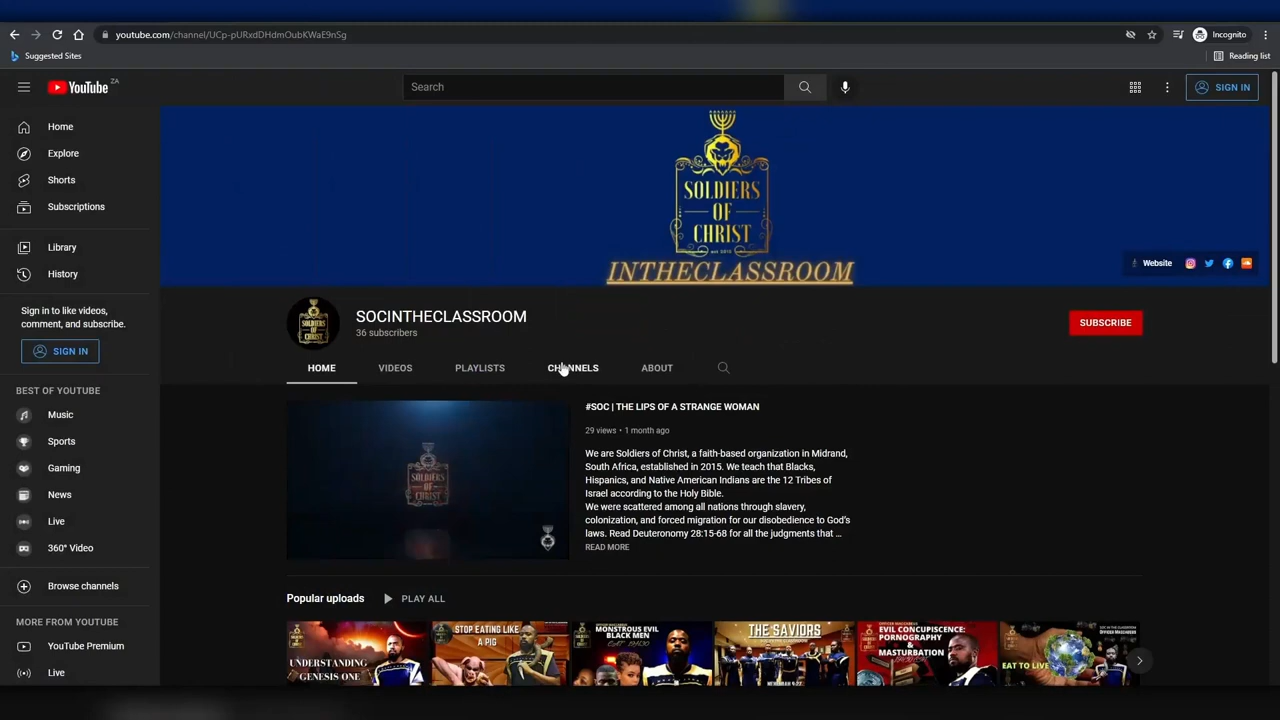 youtube.com/channel/UCp-pURxdDHdmOubKWaE9nSg
Incognito
Suggested Sites
Reading list
YouTube ZA
Search
SIGN IN
Home
Explore
Shorts
Subscriptions
Library
History
Sign in to like videos,
comment, and subscribe.
SIGN IN
BEST OF YOUTUBE
Music
Sports
Gaming
News
Live
360° Video
Browse channels
MORE FROM YOUTUBE
YouTube Premium
Live
SOLDIERS
OF
CHRIST
est 2015
INTHECLASSROOM
Website
SOLDIERS
OF
CHRIST
SOCINTHECLASSROOM
36 subscribers
SUBSCRIBE
HOME
VIDEOS
PLAYLISTS
CHANNELS
ABOUT
SOLDIERS
OF
CHRIST
#SOC | THE LIPS OF A STRANGE WOMAN
29 views • 1 month ago
We are Soldiers of Christ, a faith-based organization in Midrand,
South Africa, established in 2015. We teach that Blacks,
Hispanics, and Native American Indians are the 12 Tribes of
Israel according to the Holy Bible.
We were scattered among all nations through slavery,
colonization, and forced migration for our disobedience to God's
laws. Read Deuteronomy 28:15-68 for all the judgments that ...
READ MORE
Popular uploads
PLAY ALL
UNDERSTANDING
GENESIS ONE
STOP EATING LIKE
A PIG
MONSTROUS EVIL
BLACK MEN
THE SAVIORS
EVIL CONCUPISCENCE:
PORNOGRAPHY &
MASTURBATION
EAT TO LIVE